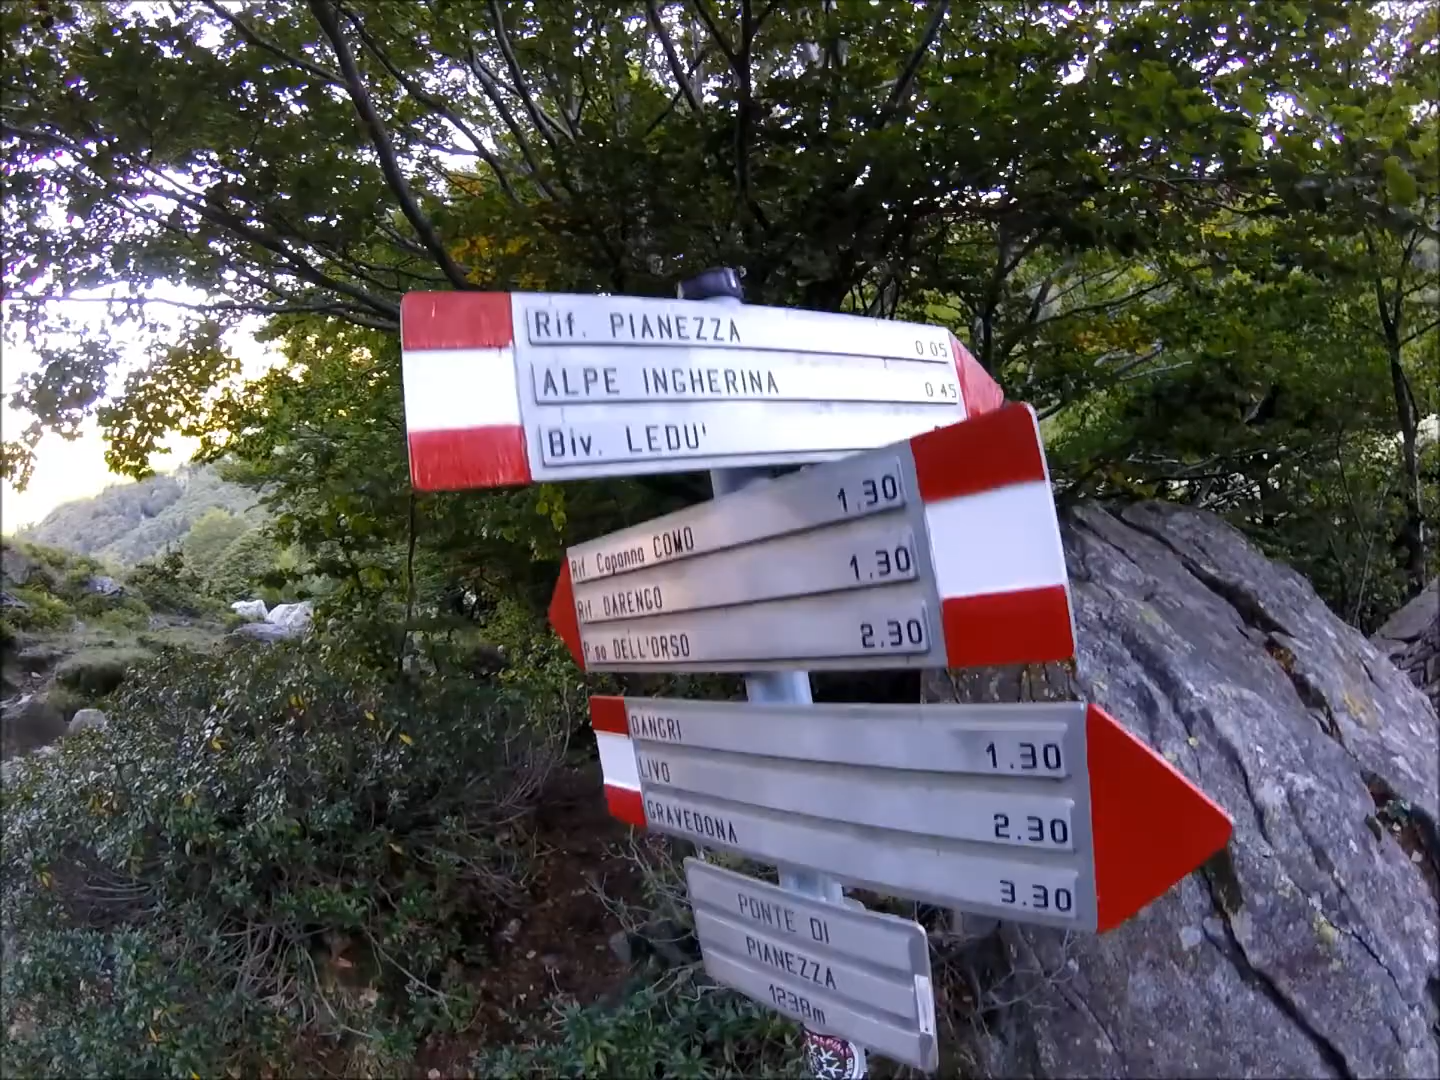 Rif. PIANEZZA 0.05
ALPE INGHERINA 0.45
Biv. LEDU'
Rif. Capanna COMO 1.30
Rif. DARENGO 1.30
P.so DELL'ORSO 2.30
DANGRI 1.30
LIVO 2.30
GRAVEDONA 3.30
PONTE DI
PIANEZZA
1238m